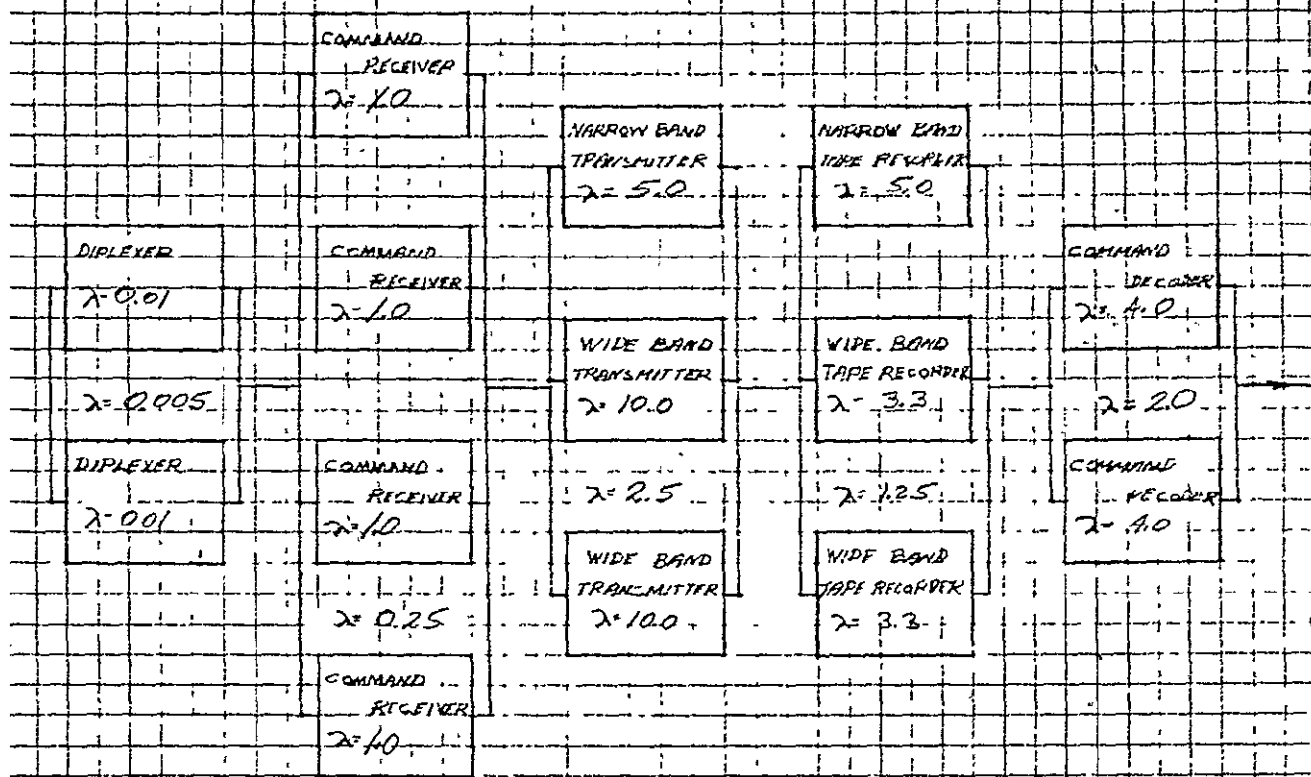 COMMAND
RECEIVER
λ= 1.0
NARROW BAND
TRANSMITTER
λ= 5.0
NARROW BAND
TAPE RECORDER
λ= 5.0
DIPLEXER
λ- 0.01
COMMAND
RECEIVER
λ- 1.0
WIDE BAND
TRANSMITTER
λ= 10.0
WIDE BAND
TAPE RECORDER
λ- 3.3
COMMAND
DECODER
λ= 4.0
λ= 0.005
λ= 2.0
DIPLEXER
λ- 0.01
COMMAND
RECEIVER
λ= 1.0
λ= 2.5
λ= 1.25
COMMAND
DECODER
λ- 4.0
λ= 0.25
WIDE BAND
TRANSMITTER
λ= 10.0
WIDE BAND
TAPE RECORDER
λ= 3.3
COMMAND
RECEIVER
λ= 1.0